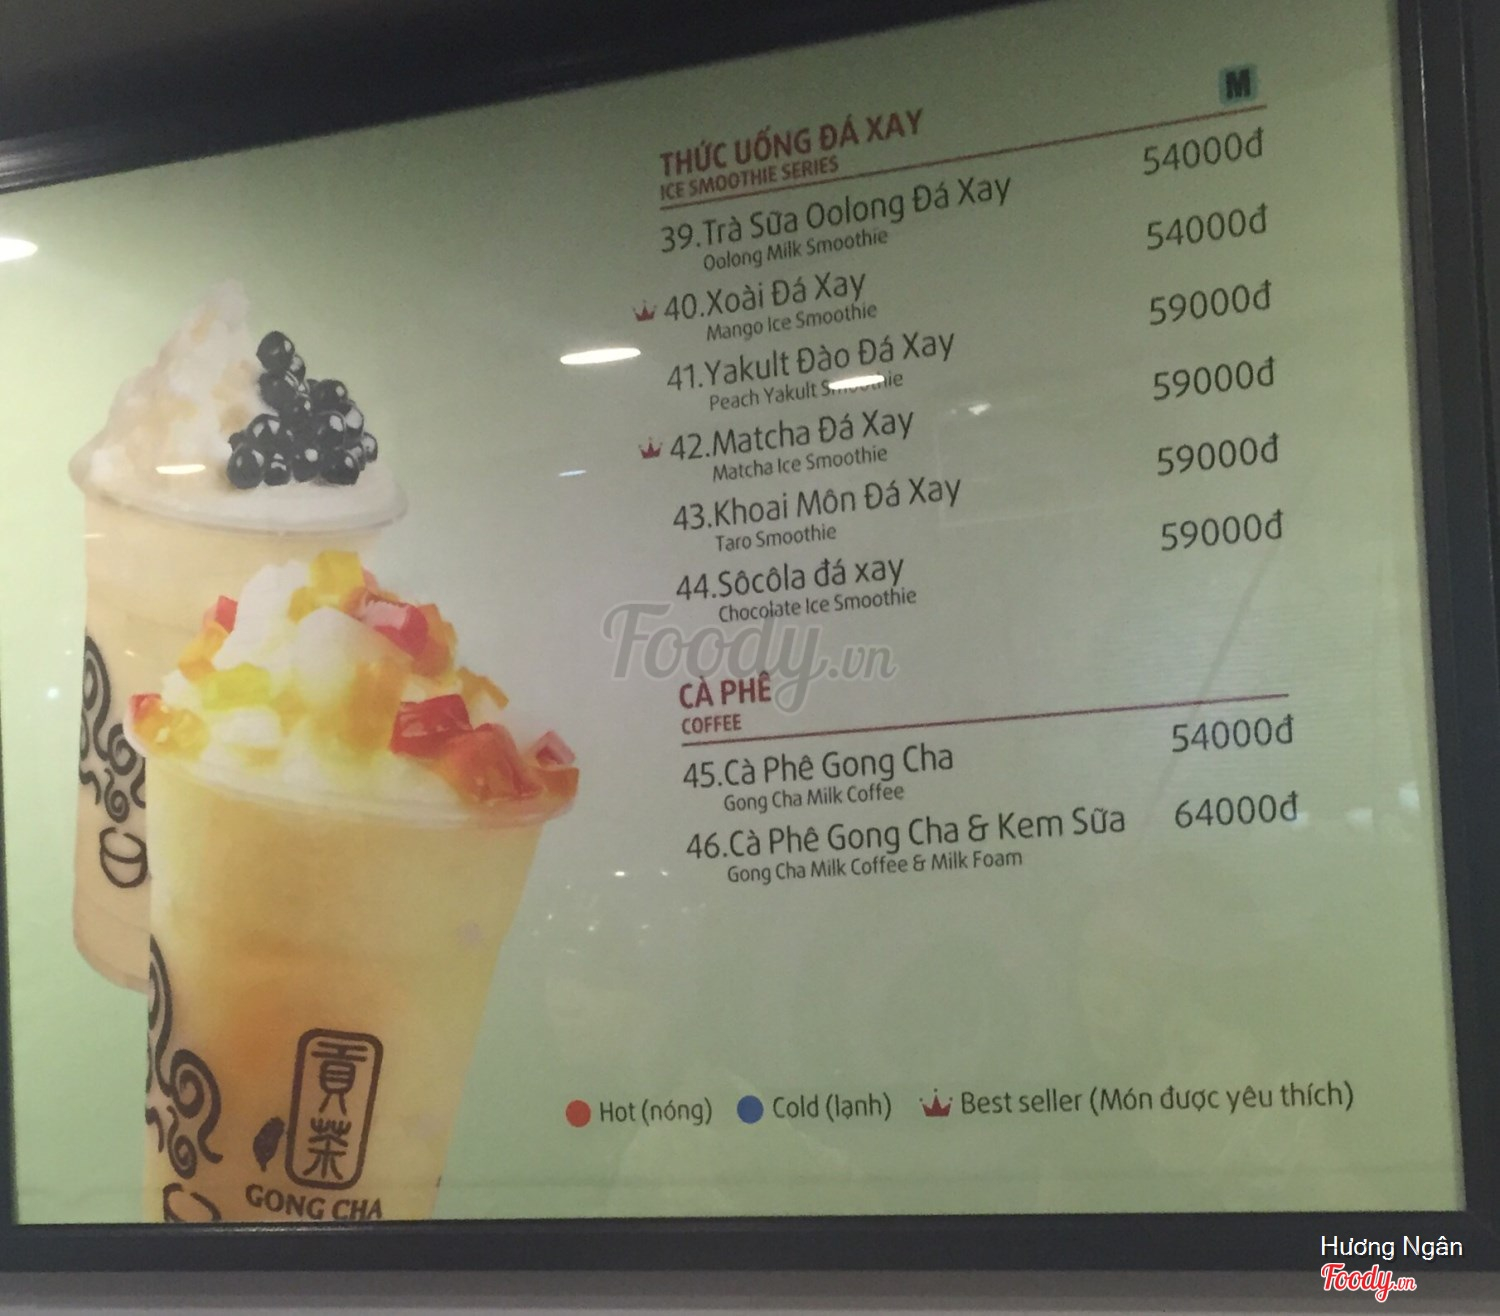 M
THỨC UỐNG ĐÁ XAY
ICE SMOOTHIE SERIES
39.Trà Sữa Oolong Đá Xay 54000đ
Oolong Milk Smoothie
40.Xoài Đá Xay 54000đ
Mango Ice Smoothie
41.Yakult Đào Đá Xay 59000đ
Peach Yakult Smoothie
42.Matcha Đá Xay 59000đ
Matcha Ice Smoothie
43.Khoai Môn Đá Xay 59000đ
Taro Smoothie
44.Sôcôla đá xay 59000đ
Chocolate Ice Smoothie
Foody.vn
CÀ PHÊ
COFFEE
45.Cà Phê Gong Cha 54000đ
Gong Cha Milk Coffee
46.Cà Phê Gong Cha & Kem Sữa 64000đ
Gong Cha Milk Coffee & Milk Foam
Hot (nóng) Cold (lạnh) Best seller (Món được yêu thích)
貢
茶
GONG CHA
Hương Ngân
Foody.vn